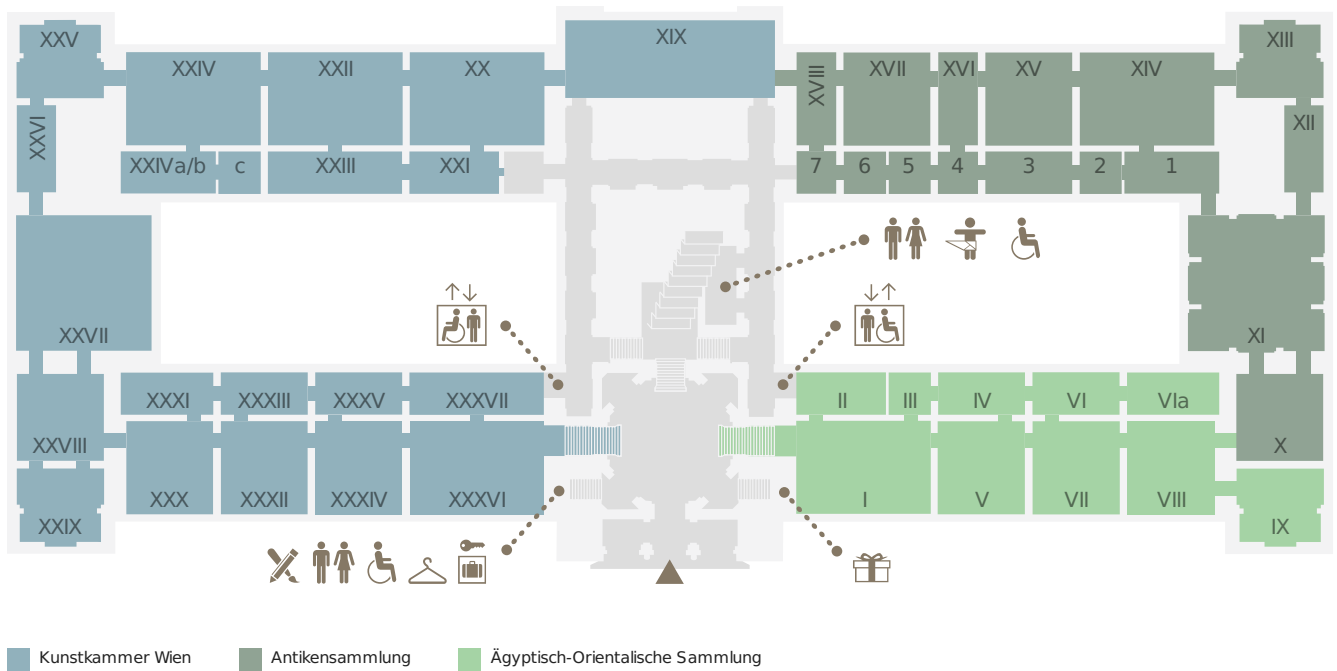 XXV
XIX
XIII
XXIV
XXII
XX
XVIII
XVII
XVI
XV
XIV
XXVI
XII
XXIVa/b
c
XXIII
XXI
7
6
5
4
3
2
1
XXVII
XI
XXXI
XXXIII
XXXV
XXXVII
II
III
IV
VI
VIa
XXVIII
X
XXX
XXXII
XXXIV
XXXVI
I
V
VII
VIII
XXIX
IX
Kunstkammer Wien
Antikensammlung
Ägyptisch-Orientalische Sammlung